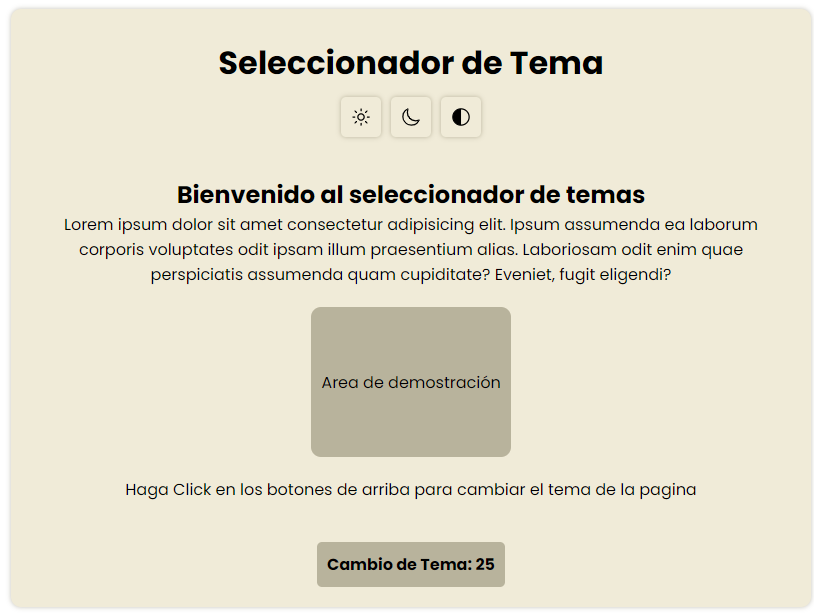 Seleccionador de Tema
Bienvenido al seleccionador de temas
Lorem ipsum dolor sit amet consectetur adipisicing elit. Ipsum assumenda ea laborum
corporis voluptates odit ipsam illum praesentium alias. Laboriosam odit enim quae
perspiciatis assumenda quam cupiditate? Eveniet, fugit eligendi?
Area de demostración
Haga Click en los botones de arriba para cambiar el tema de la pagina
Cambio de Tema: 25